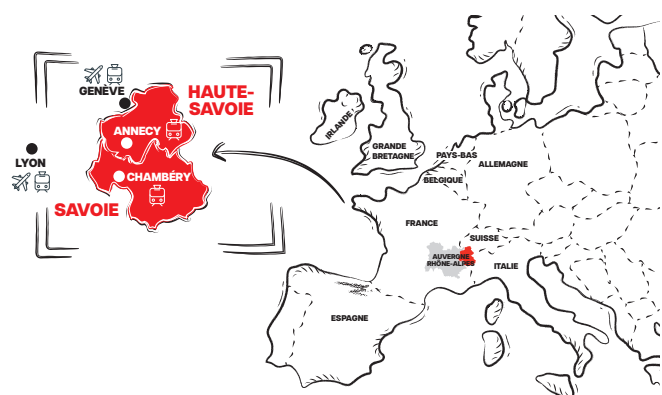 GENÈVE
HAUTE-
SAVOIE
ANNECY
LYON
CHAMBÉRY
SAVOIE
IRLANDE
GRANDE
BRETAGNE
PAYS-BAS
ALLEMAGNE
BELGIQUE
FRANCE
SUISSE
AUVERGNE
RHÔNE-ALPES
ITALIE
ESPAGNE